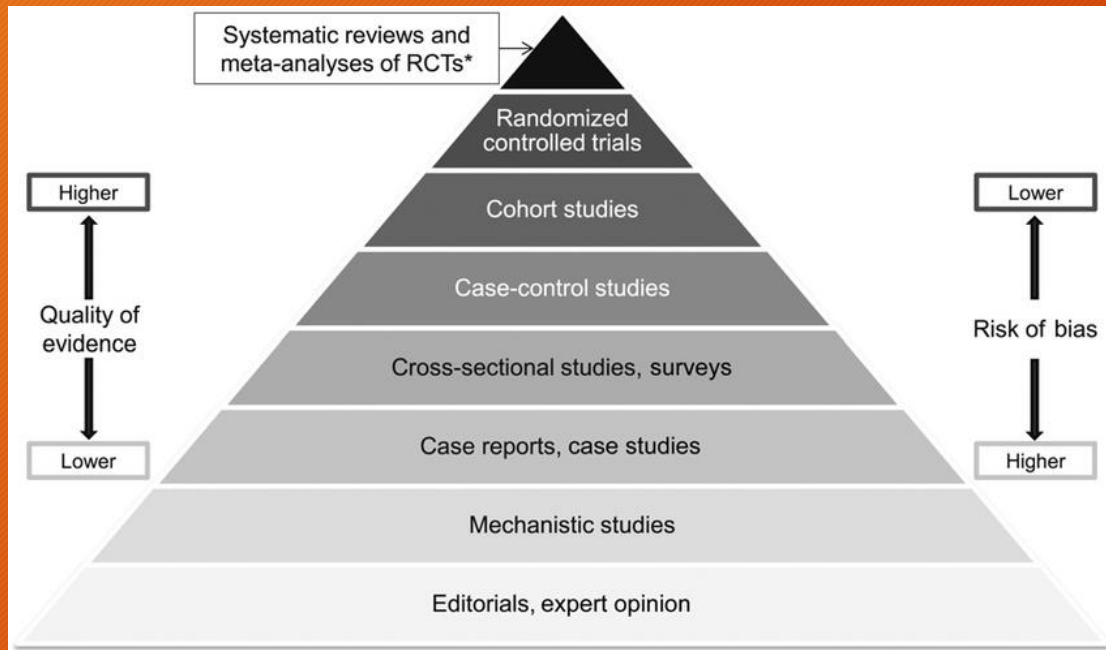 Systematic reviews and
meta-analyses of RCTs*
Randomized
controlled trials
Higher
Lower
Cohort studies
Case-control studies
Quality of
evidence
Risk of bias
Cross-sectional studies, surveys
Case reports, case studies
Lower
Higher
Mechanistic studies
Editorials, expert opinion